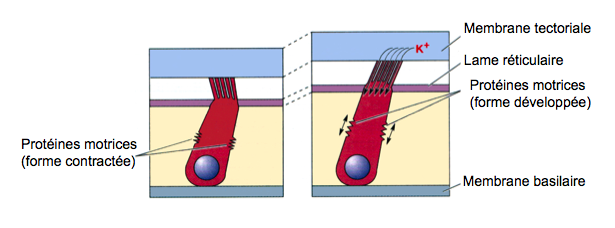 Membrane tectoriale
K+
Lame réticulaire
Protéines motrices
(forme développée)
Protéines motrices
(forme contractée)
Membrane basilaire